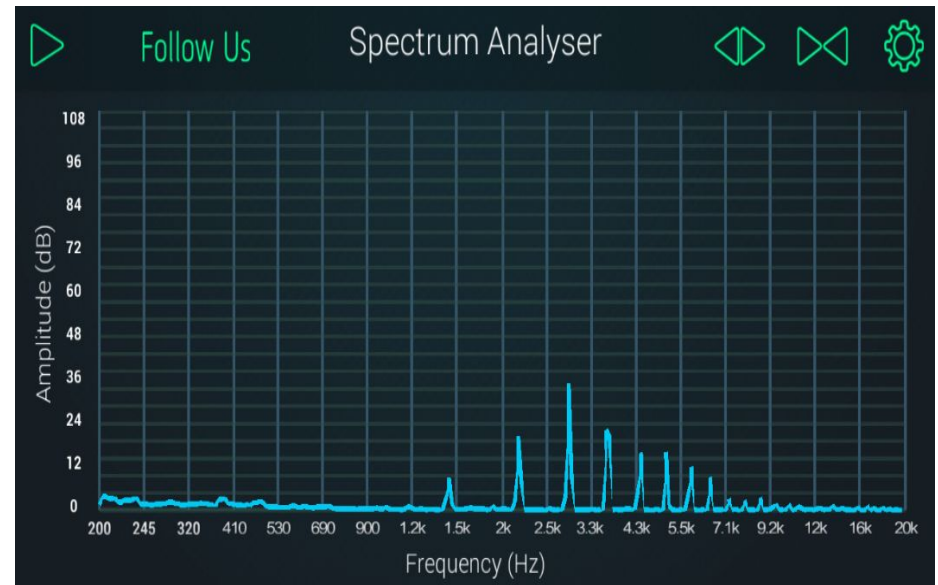 Follow Us Spectrum Analyser
108
96
84
72
60
48
36
24
12
0
Amplitude (dB)
200 245 320 410 530 690 900 1.2k 1.5k 2k 2.5k 3.3k 4.3k 5.5k 7.1k 9.2k 12k 16k 20k
Frequency (Hz)